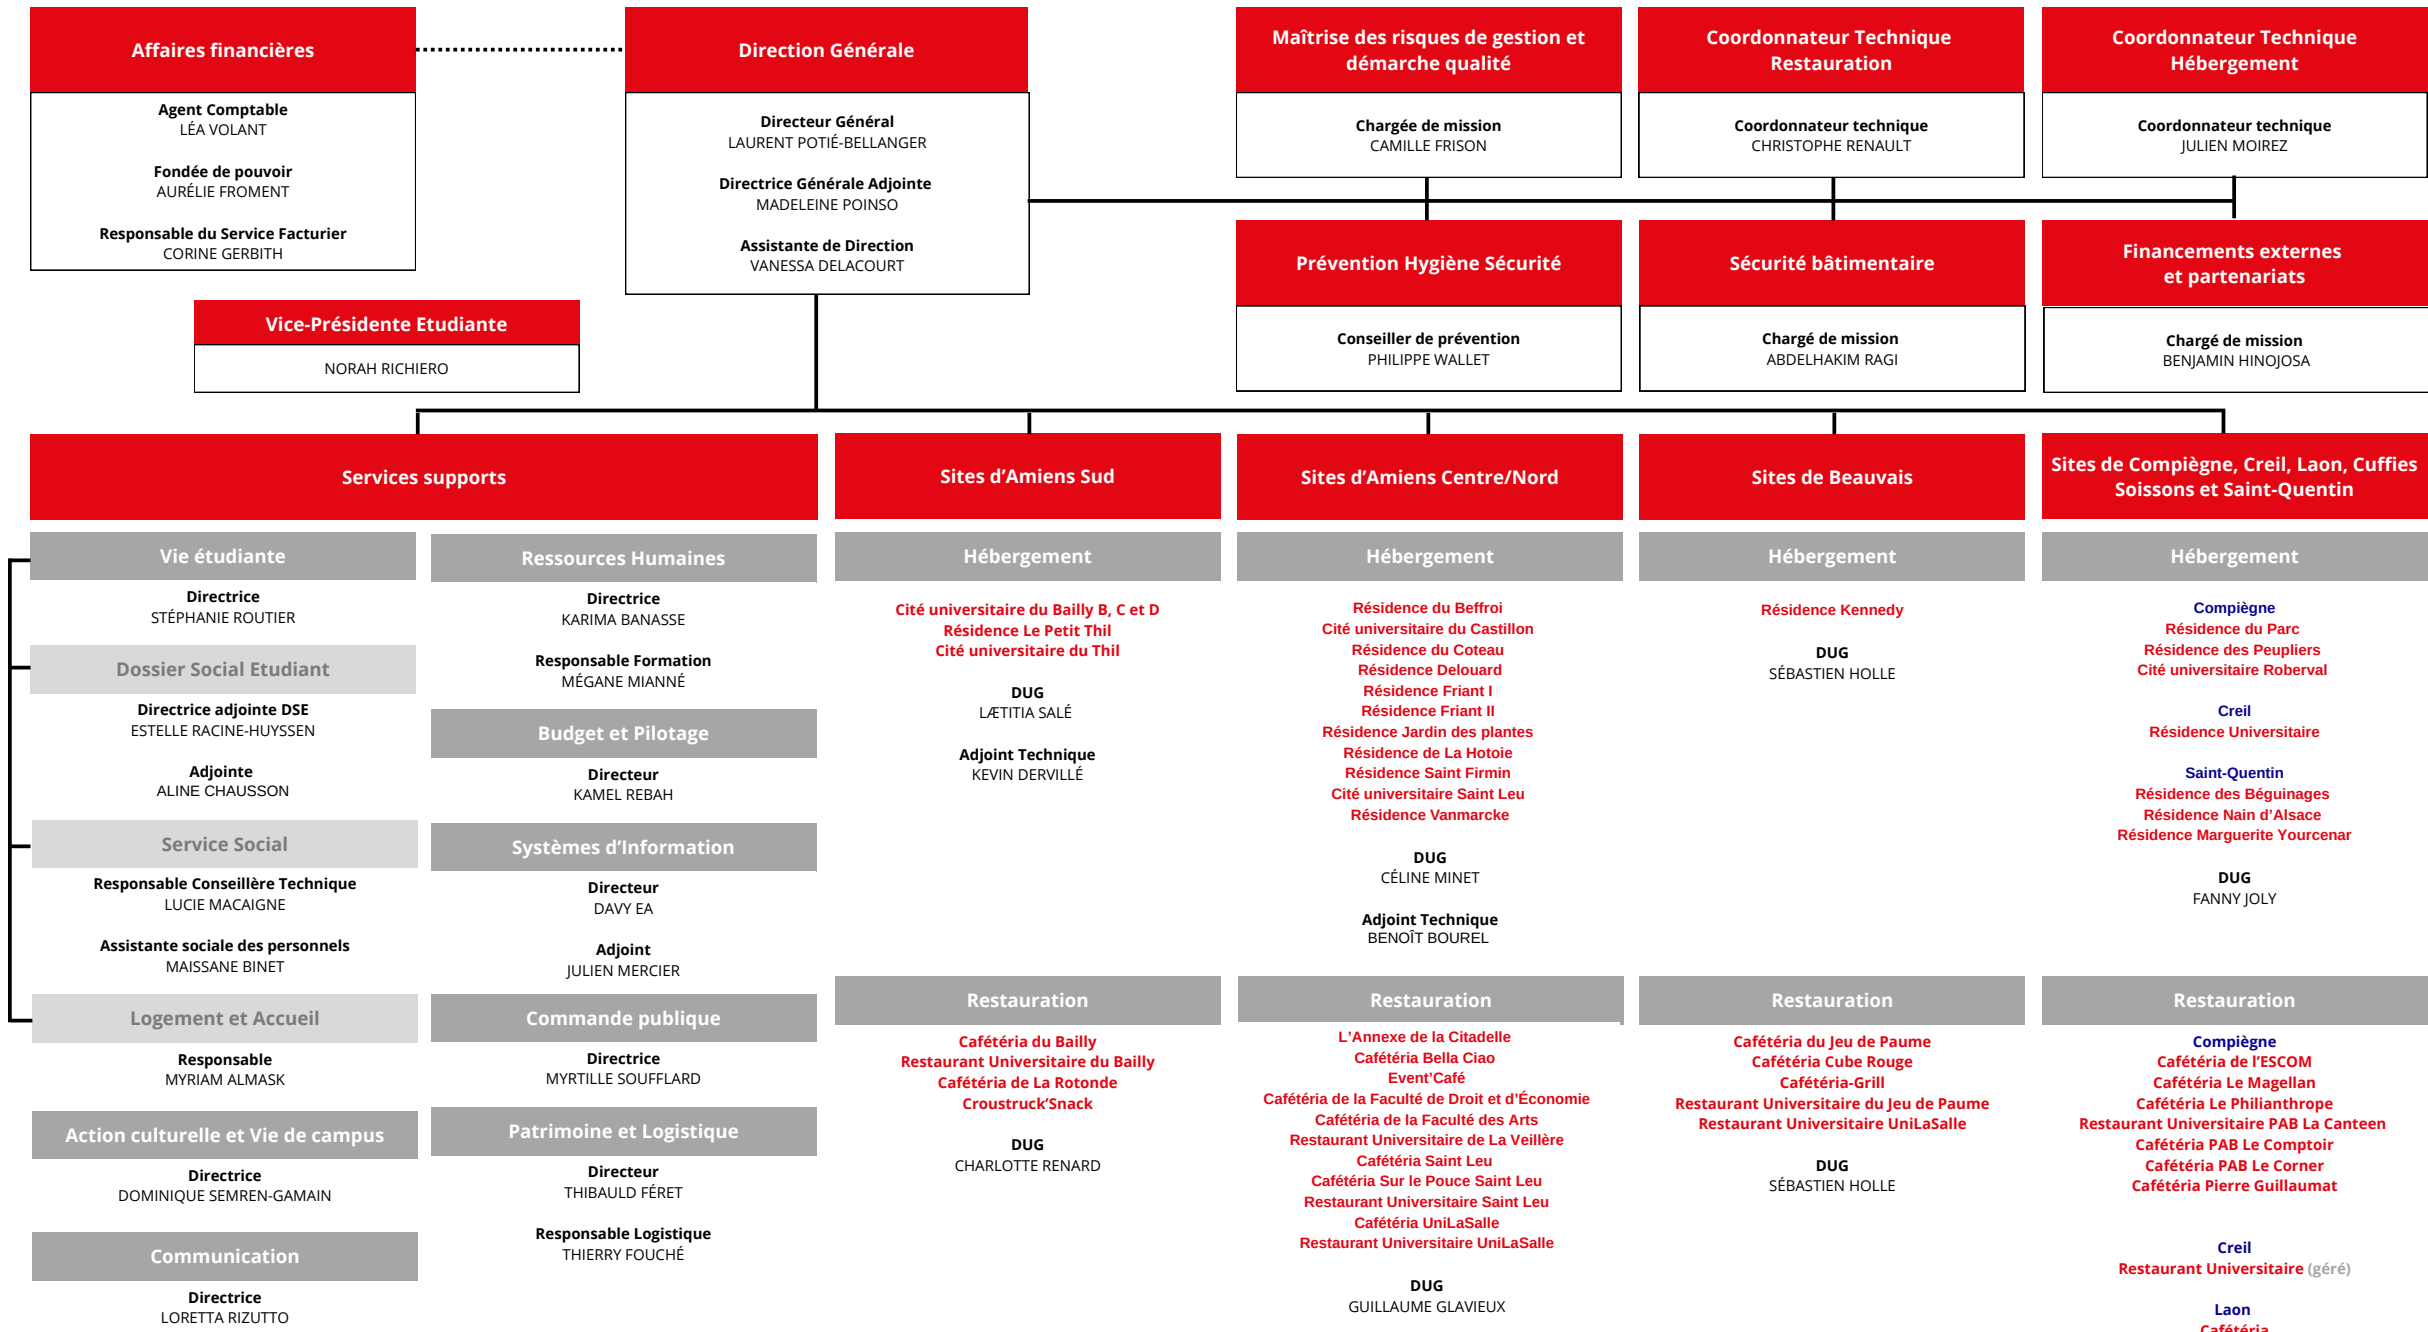 Affaires financières
Agent Comptable
LÉA VOLANT
Fondée de pouvoir
AURÉLIE FROMENT
Responsable du Service Facturier
CORINE GERBITH
Direction Générale
Directeur Général
LAURENT POTIÉ-BELLANGER
Directrice Générale Adjointe
MADELEINE POINSO
Assistante de Direction
VANESSA DELACOURT
Vice-Présidente Etudiante
NORAH RICHIERO
Maîtrise des risques de gestion et
démarche qualité
Chargée de mission
CAMILLE FRISON
Coordonnateur Technique
Restauration
Coordonnateur technique
CHRISTOPHE RENAULT
Coordonnateur Technique
Hébergement
Coordonnateur technique
JULIEN MOIREZ
Prévention Hygiène Sécurité
Conseiller de prévention
PHILIPPE WALLET
Sécurité bâtimentaire
Chargé de mission
ABDELHAKIM RAGI
Financements externes
et partenariats
Chargé de mission
BENJAMIN HINOJOSA
Services supports
Vie étudiante
Directrice
STÉPHANIE ROUTIER
Dossier Social Etudiant
Directrice adjointe DSE
ESTELLE RACINE-HUYSSEN
Adjointe
ALINE CHAUSSON
Service Social
Responsable Conseillère Technique
LUCIE MACAIGNE
Assistante sociale des personnels
MAISSANE BINET
Logement et Accueil
Responsable
MYRIAM ALMASK
Action culturelle et Vie de campus
Directrice
DOMINIQUE SEMREN-GAMAIN
Communication
Directrice
LORETTA RIZUTTO
Ressources Humaines
Directrice
KARIMA BANASSE
Responsable Formation
MÉGANE MIANNÉ
Budget et Pilotage
Directeur
KAMEL REBAH
Systèmes d'Information
Directeur
DAVY EA
Adjoint
JULIEN MERCIER
Commande publique
Directrice
MYRTILLE SOUFFLARD
Patrimoine et Logistique
Directeur
THIBAULD FÉRET
Responsable Logistique
THIERRY FOUCHÉ
Sites d'Amiens Sud
Hébergement
Cité universitaire du Bailly B, C et D
Résidence Le Petit Thil
Cité universitaire du Thil
DUG
LÆTITIA SALÉ
Adjoint Technique
KEVIN DERVILLÉ
Restauration
Cafétéria du Bailly
Restaurant Universitaire du Bailly
Cafétéria de La Rotonde
Croustruck'Snack
DUG
CHARLOTTE RENARD
Sites d'Amiens Centre/Nord
Hébergement
Résidence du Beffroi
Cité universitaire du Castillon
Résidence du Coteau
Résidence Delouard
Résidence Friant I
Résidence Friant II
Résidence Jardin des plantes
Résidence de La Hotoie
Résidence Saint Firmin
Cité universitaire Saint Leu
Résidence Vanmarcke
DUG
CÉLINE MINET
Adjoint Technique
BENOÎT BOUREL
Restauration
L'Annexe de la Citadelle
Cafétéria Bella Ciao
Event'Café
Cafétéria de la Faculté de Droit et d'Économie
Cafétéria de la Faculté des Arts
Restaurant Universitaire de La Veillère
Cafétéria Saint Leu
Cafétéria Sur le Pouce Saint Leu
Restaurant Universitaire Saint Leu
Cafétéria UniLaSalle
Restaurant Universitaire UniLaSalle
DUG
GUILLAUME GLAVIEUX
Sites de Beauvais
Hébergement
Résidence Kennedy
DUG
SÉBASTIEN HOLLE
Restauration
Cafétéria du Jeu de Paume
Cafétéria Cube Rouge
Cafétéria-Grill
Restaurant Universitaire du Jeu de Paume
Restaurant Universitaire UniLaSalle
DUG
SÉBASTIEN HOLLE
Sites de Compiègne, Creil, Laon, Cuffies
Soissons et Saint-Quentin
Hébergement
Compiègne
Résidence du Parc
Résidence des Peupliers
Cité universitaire Roberval
Creil
Résidence Universitaire
Saint-Quentin
Résidence des Béguinages
Résidence Nain d'Alsace
Résidence Marguerite Yourcenar
DUG
FANNY JOLY
Restauration
Compiègne
Cafétéria de l'ESCOM
Cafétéria Le Magellan
Cafétéria Le Philianthrope
Restaurant Universitaire PAB La Canteen
Cafétéria PAB Le Comptoir
Cafétéria PAB Le Corner
Cafétéria Pierre Guillaumat
Creil
Restaurant Universitaire (géré)
Laon
Cafétéria